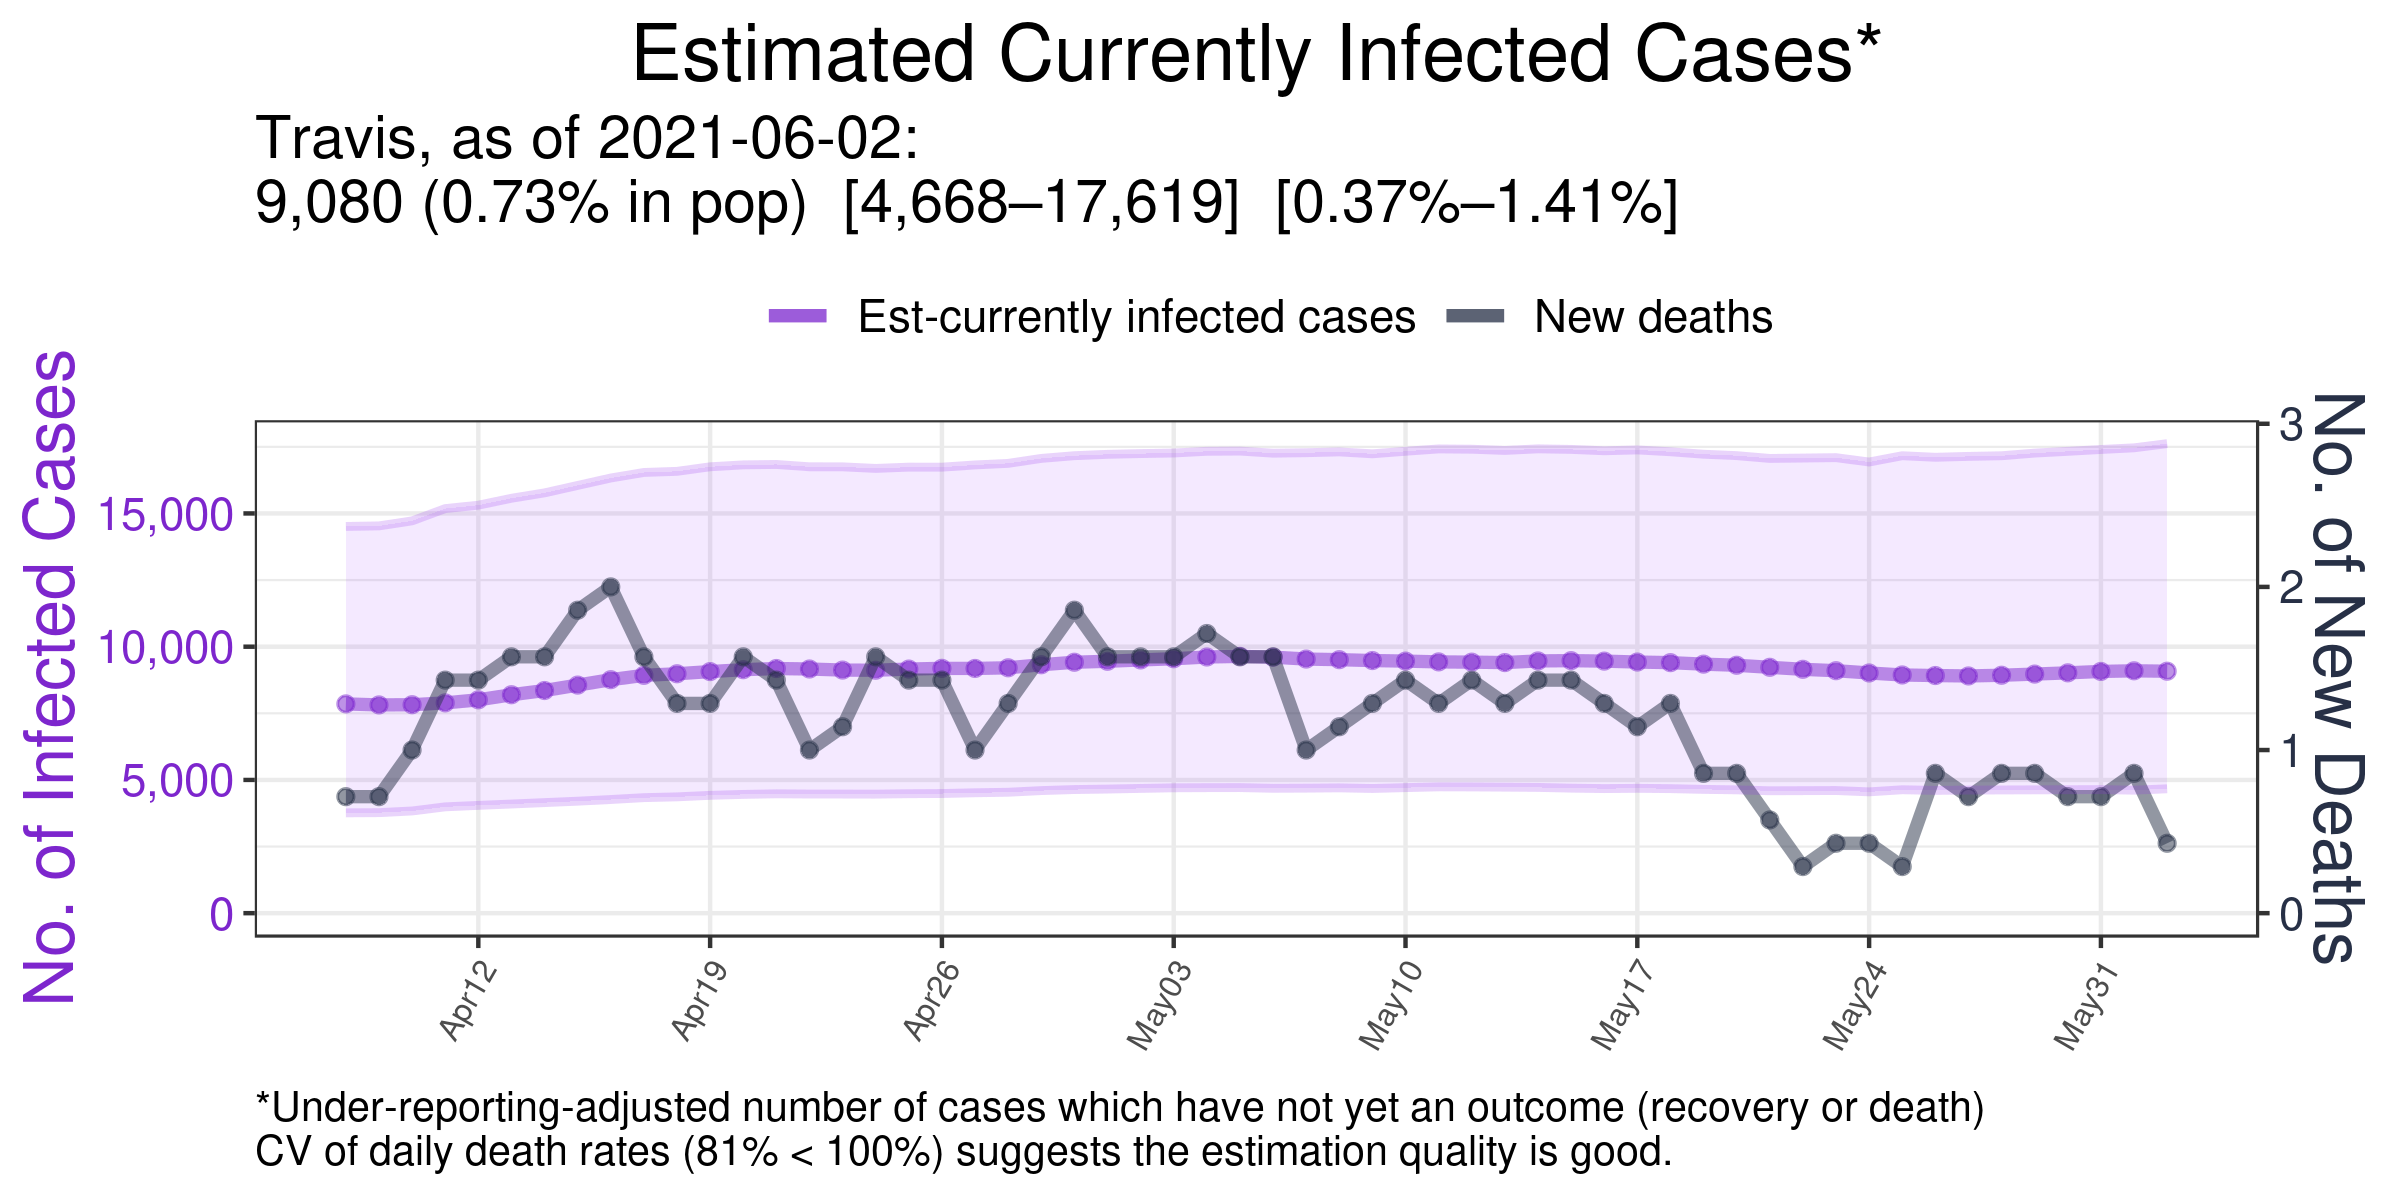 Estimated Currently Infected Cases*
Travis, as of 2021-06-02:
9,080 (0.73% in pop)  [4,668–17,619]  [0.37%–1.41%]
Est-currently infected cases
New deaths
No. of Infected Cases
15,000
10,000
5,000
0
3
2
1
0
No. of New Deaths
Apr12
Apr19
Apr26
May03
May10
May17
May24
May31
*Under-reporting-adjusted number of cases which have not yet an outcome (recovery or death)
CV of daily death rates (81% < 100%) suggests the estimation quality is good.